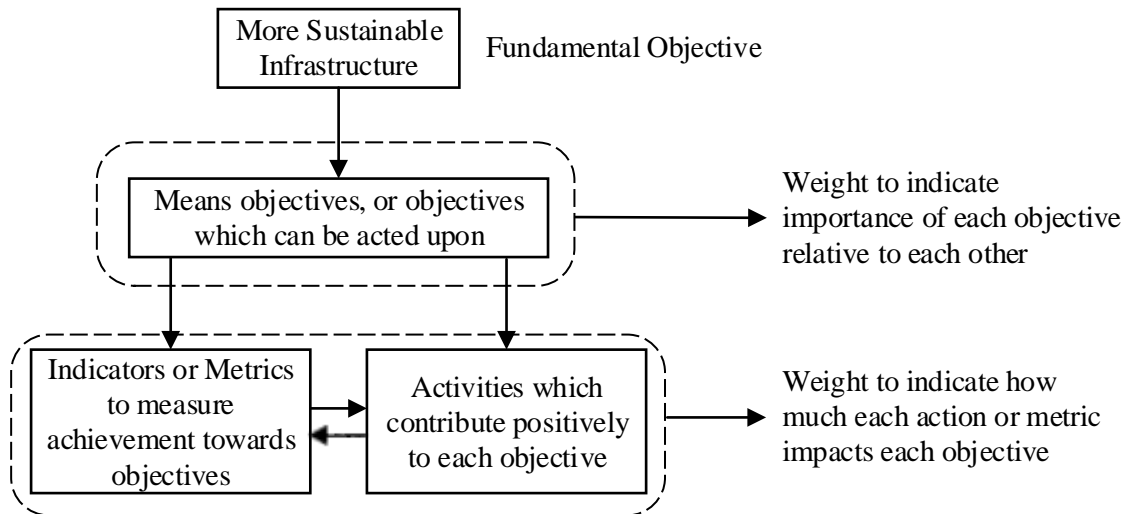 More Sustainable
Infrastructure
Fundamental Objective
Means objectives, or objectives
which can be acted upon
Weight to indicate
importance of each objective
relative to each other
Indicators or Metrics
to measure
achievement towards
objectives
Activities which
contribute positively
to each objective
Weight to indicate how
much each action or metric
impacts each objective